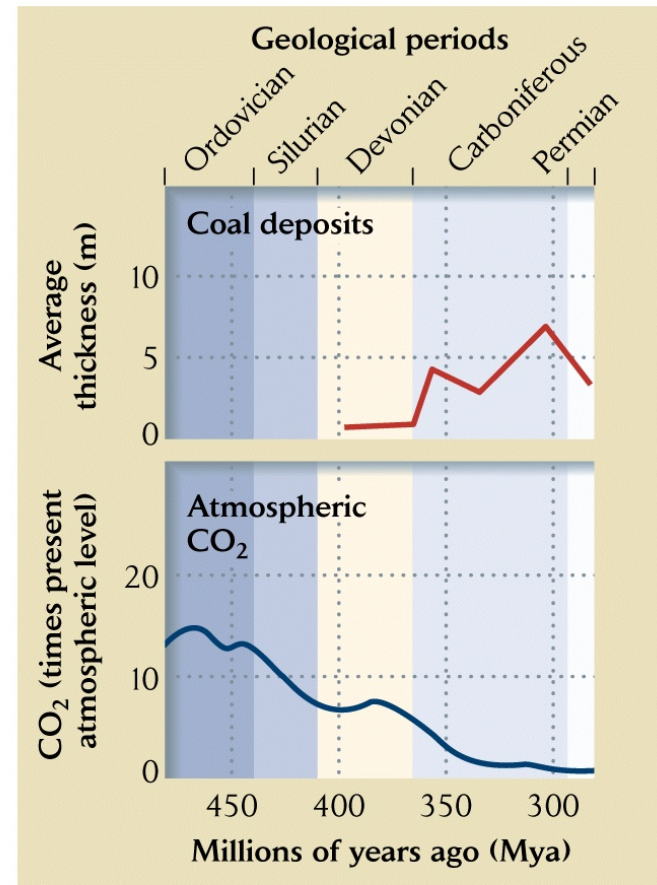 Geological periods
Ordovician
Silurian
Devonian
Carboniferous
Permian
Coal deposits
Average
thickness (m)
10
5
0
Atmospheric
CO₂
CO₂ (times present
atmospheric level)
20
10
0
450 400 350 300
Millions of years ago (Mya)